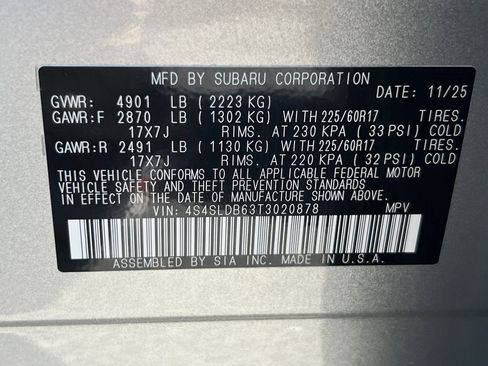 MFD BY SUBARU CORPORATION
DATE: 11/25
GVWR: 4901 LB ( 2223 KG)
GAWR:F 2870 LB ( 1302 KG) WITH 225/60R17 TIRES.
17X7J RIMS. AT 230 KPA ( 33 PSI) COLD
GAWR:R 2491 LB ( 1130 KG) WITH 225/60R17 TIRES.
17X7J RIMS. AT 220 KPA ( 32 PSI) COLD
THIS VEHICLE CONFORMS TO ALL APPLICABLE FEDERAL MOTOR
VEHICLE SAFETY AND THEFT PREVENTION STANDARDS
IN EFFECT ON THE DATE OF MANUFACTURE SHOWN ABOVE.
VIN: 4S4SLDB63T3020878 MPV
ASSEMBLED BY SIA INC. MADE IN U.S.A.